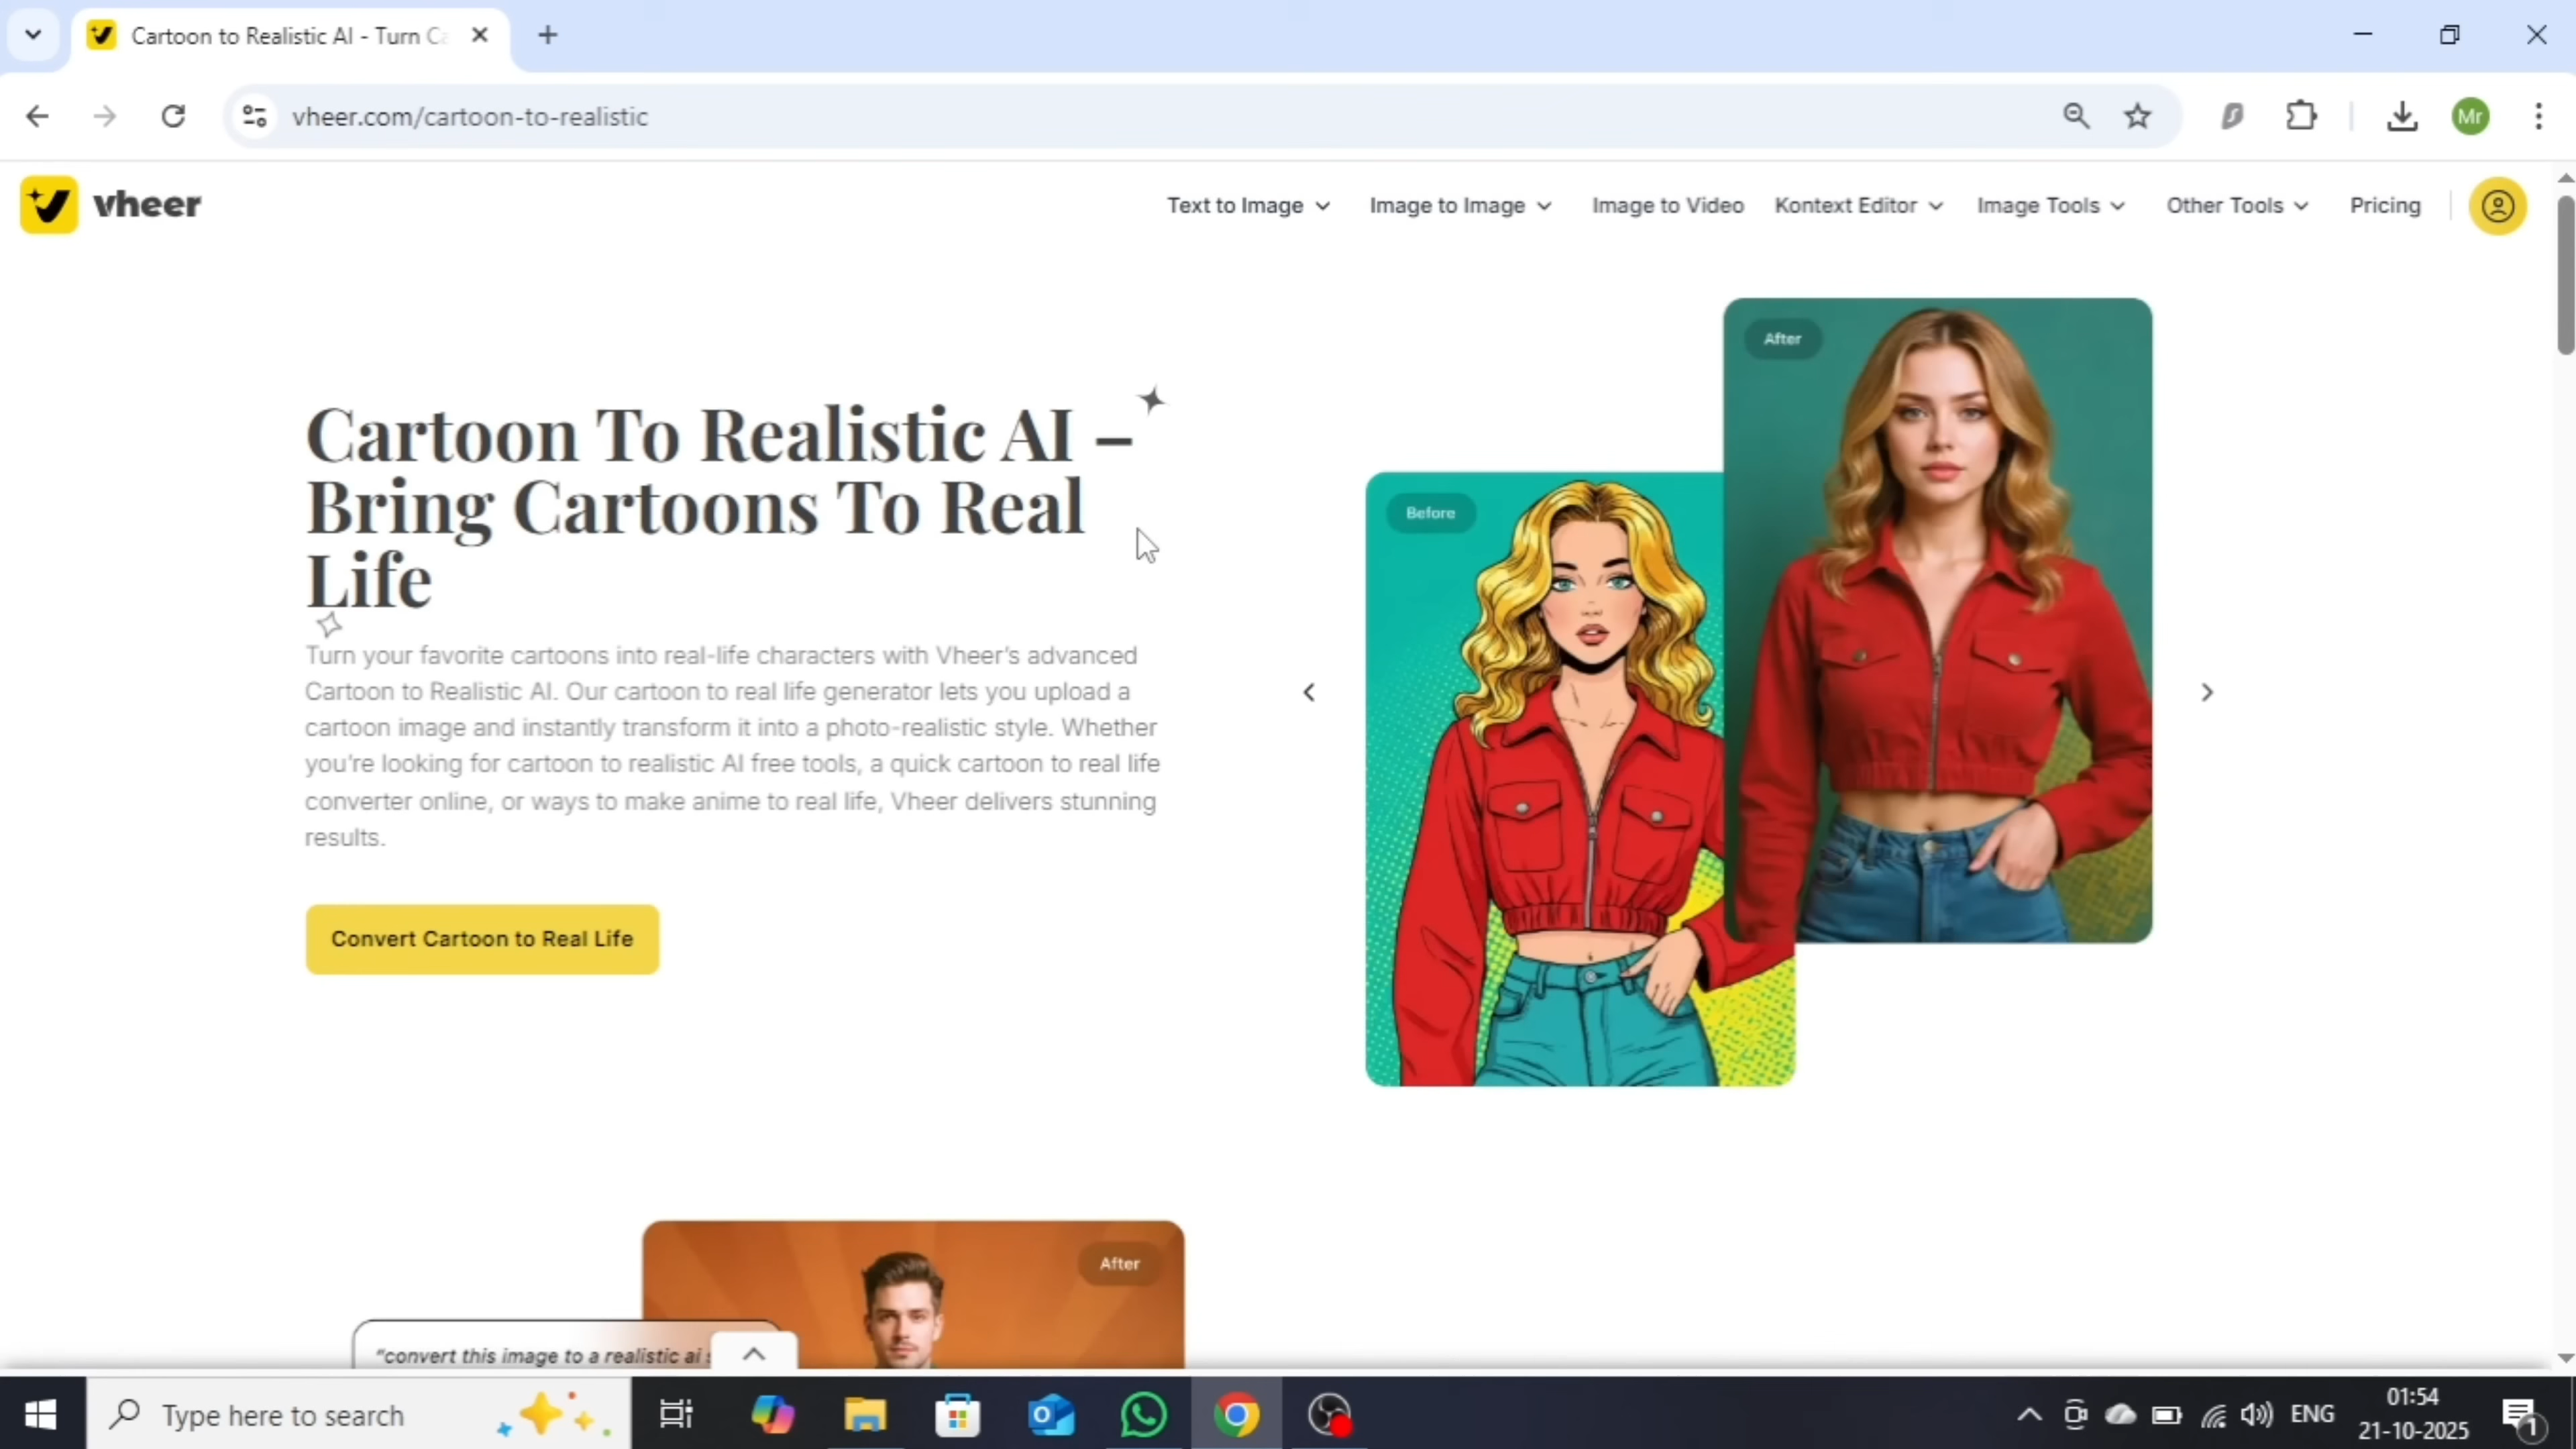 Cartoon to Realistic AI - Turn C
vheer.com/cartoon-to-realistic
Mr
vheer
Text to Image
Image to Image
Image to Video
Kontext Editor
Image Tools
Other Tools
Pricing
Cartoon To Realistic AI –
Bring Cartoons To Real
Life
Turn your favorite cartoons into real-life characters with Vheer's advanced
Cartoon to Realistic AI. Our cartoon to real life generator lets you upload a
cartoon image and instantly transform it into a photo-realistic style. Whether
you're looking for cartoon to realistic AI free tools, a quick cartoon to real life
converter online, or ways to make anime to real life, Vheer delivers stunning
results.
Convert Cartoon to Real Life
Before
After
After
"convert this image to a realistic ai
Type here to search
ENG
01:54
21-10-2025
1